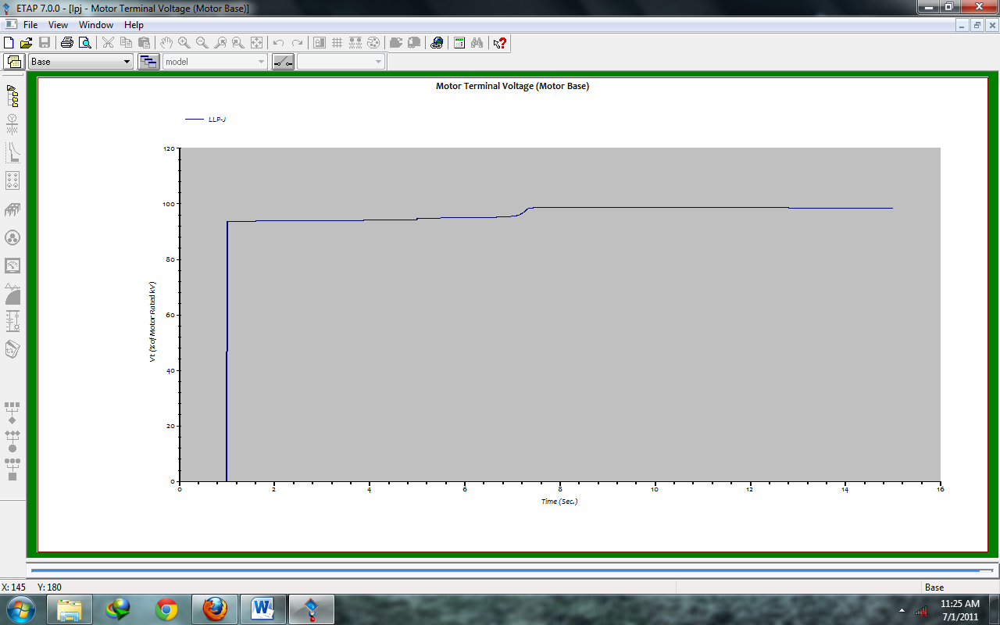 ETAP 7.0.0 - [lpj - Motor Terminal Voltage (Motor Base)]
File View Window Help
Base model
Motor Terminal Voltage (Motor Base)
LLP-J
120
100
80
60
40
20
0
Vt (% of Motor Rated kV)
0 2 4 6 8 10 12 14 16
Time (Sec.)
X: 145 Y: 180 Base
11:25 AM
7/1/2011